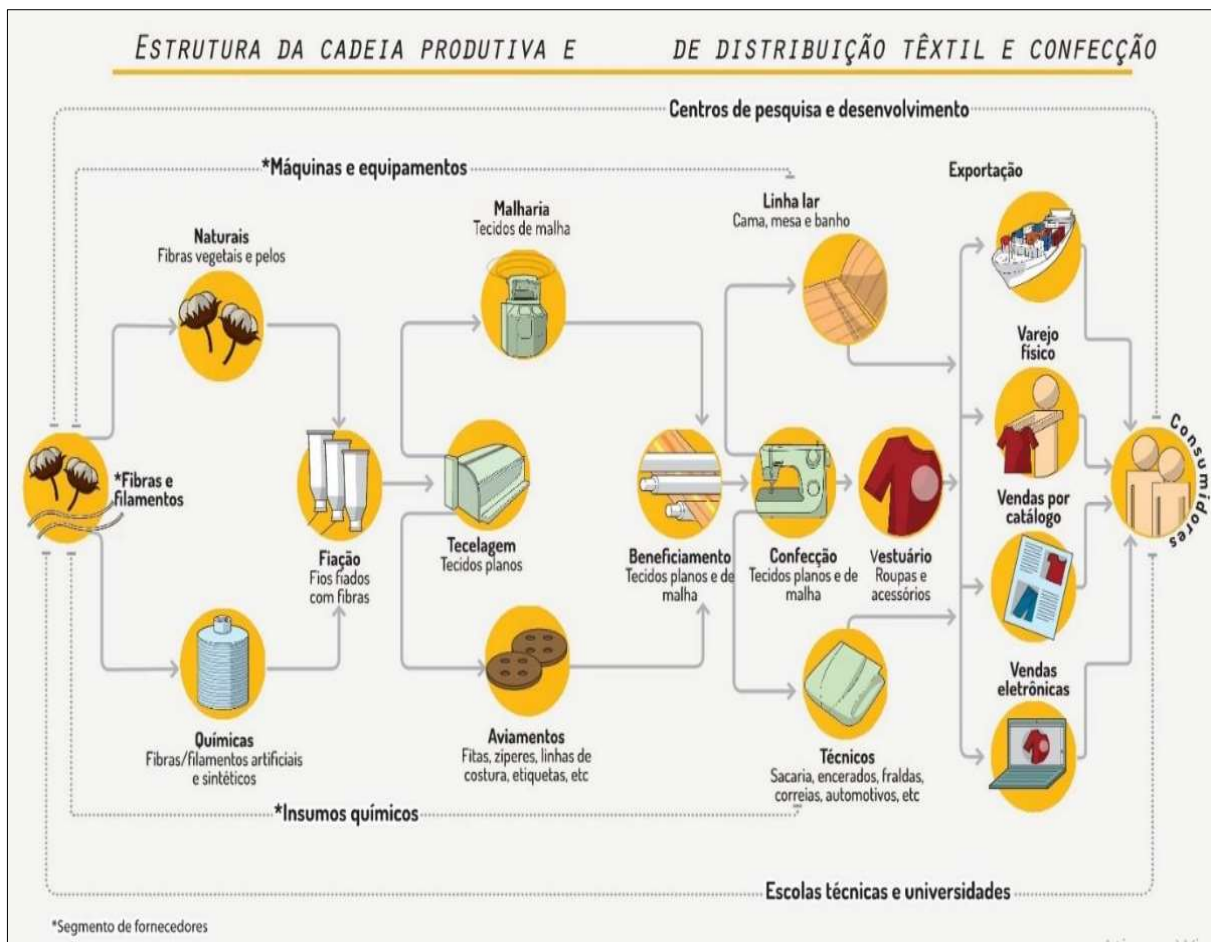 ESTRUTURA DA CADEIA PRODUTIVA E DE DISTRIBUIÇÃO TÊXTIL E CONFECÇÃO
Centros de pesquisa e desenvolvimento
*Máquinas e equipamentos
Naturais
Fibras vegetais e pelos
Malharia
Tecidos de malha
Linha lar
Cama, mesa e banho
Exportação
Varejo
físico
*Fibras e
filamentos
Fiação
Fios fiados
com fibras
Tecelagem
Tecidos planos
Beneficiamento
Tecidos planos e de
malha
Confecção
Tecidos planos e de
malha
Vestuário
Roupas e
acessórios
Vendas por
catálogo
Consumidores
Químicas
Fibras/filamentos artificiais
e sintéticos
Aviamentos
Fitas, zíperes, linhas de
costura, etiquetas, etc
Técnicos
Sacaria, encerados, fraldas,
correias, automotivos, etc
Vendas
eletrônicas
*Insumos químicos
Escolas técnicas e universidades
*Segmento de fornecedores